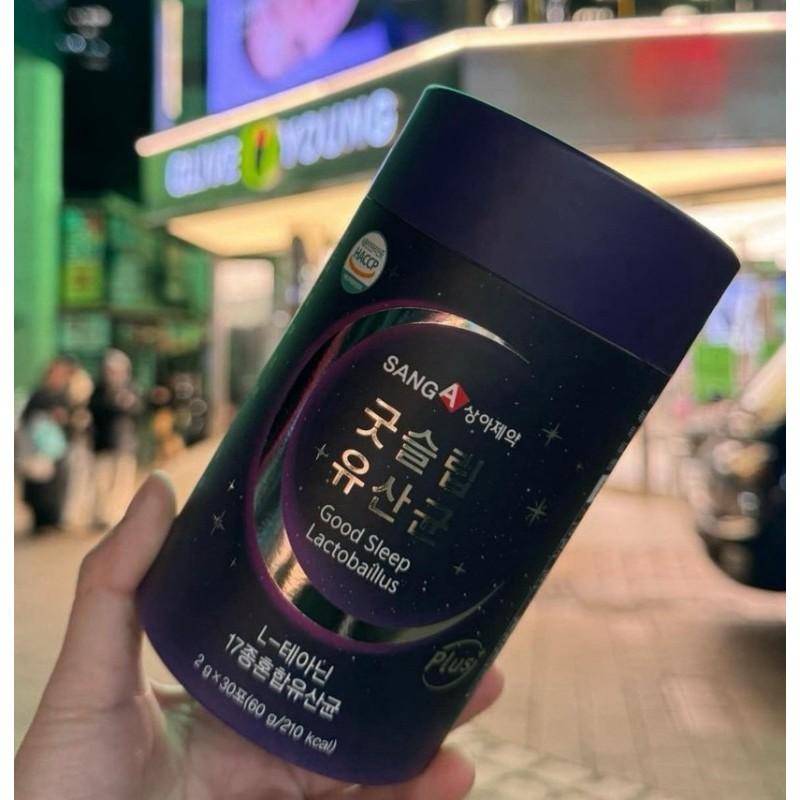 OLIVE YOUNG
HACCP
SANGA 상아제약
굿슬립
유산균
Good Sleep
Lactobaillus
L-테아닌
17종혼합유산균
2 g x 30포(60 g/210 kcal)
Plus